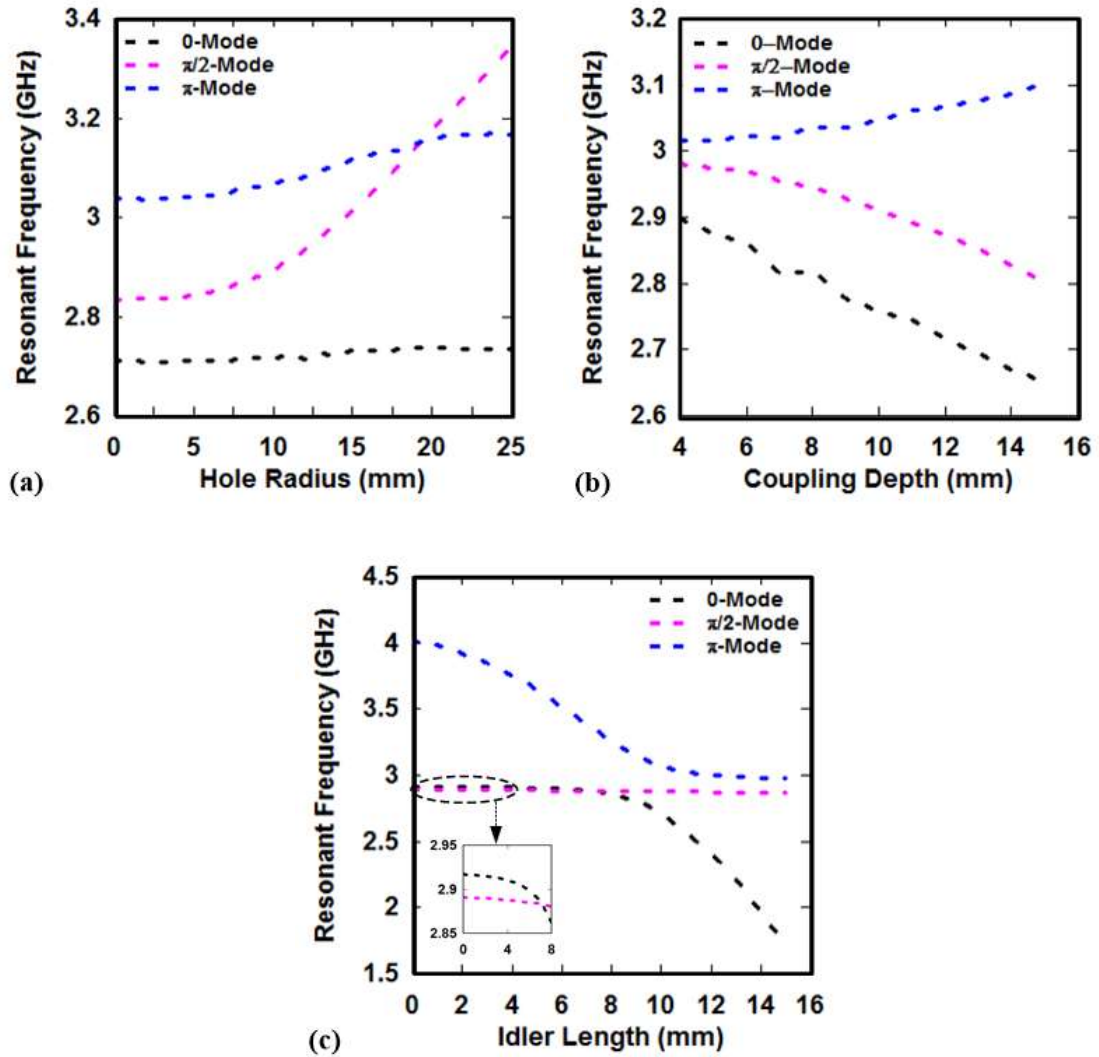 Resonant Frequency (GHz)
3.4
3.2
3
2.8
2.6
0-Mode
π/2-Mode
π-Mode
0 5 10 15 20 25
Hole Radius (mm)
(a)
Resonant Frequency (GHz)
3.2
3.1
3
2.9
2.8
2.7
2.6
0–Mode
π/2–Mode
π–Mode
4 6 8 10 12 14 16
Coupling Depth (mm)
(b)
Resonant Frequency (GHz)
4.5
4
3.5
3
2.5
2
1.5
0-Mode
π/2-Mode
π-Mode
2.95
2.9
2.85
0 4 8
0 2 4 6 8 10 12 14 16
Idler Length (mm)
(c)